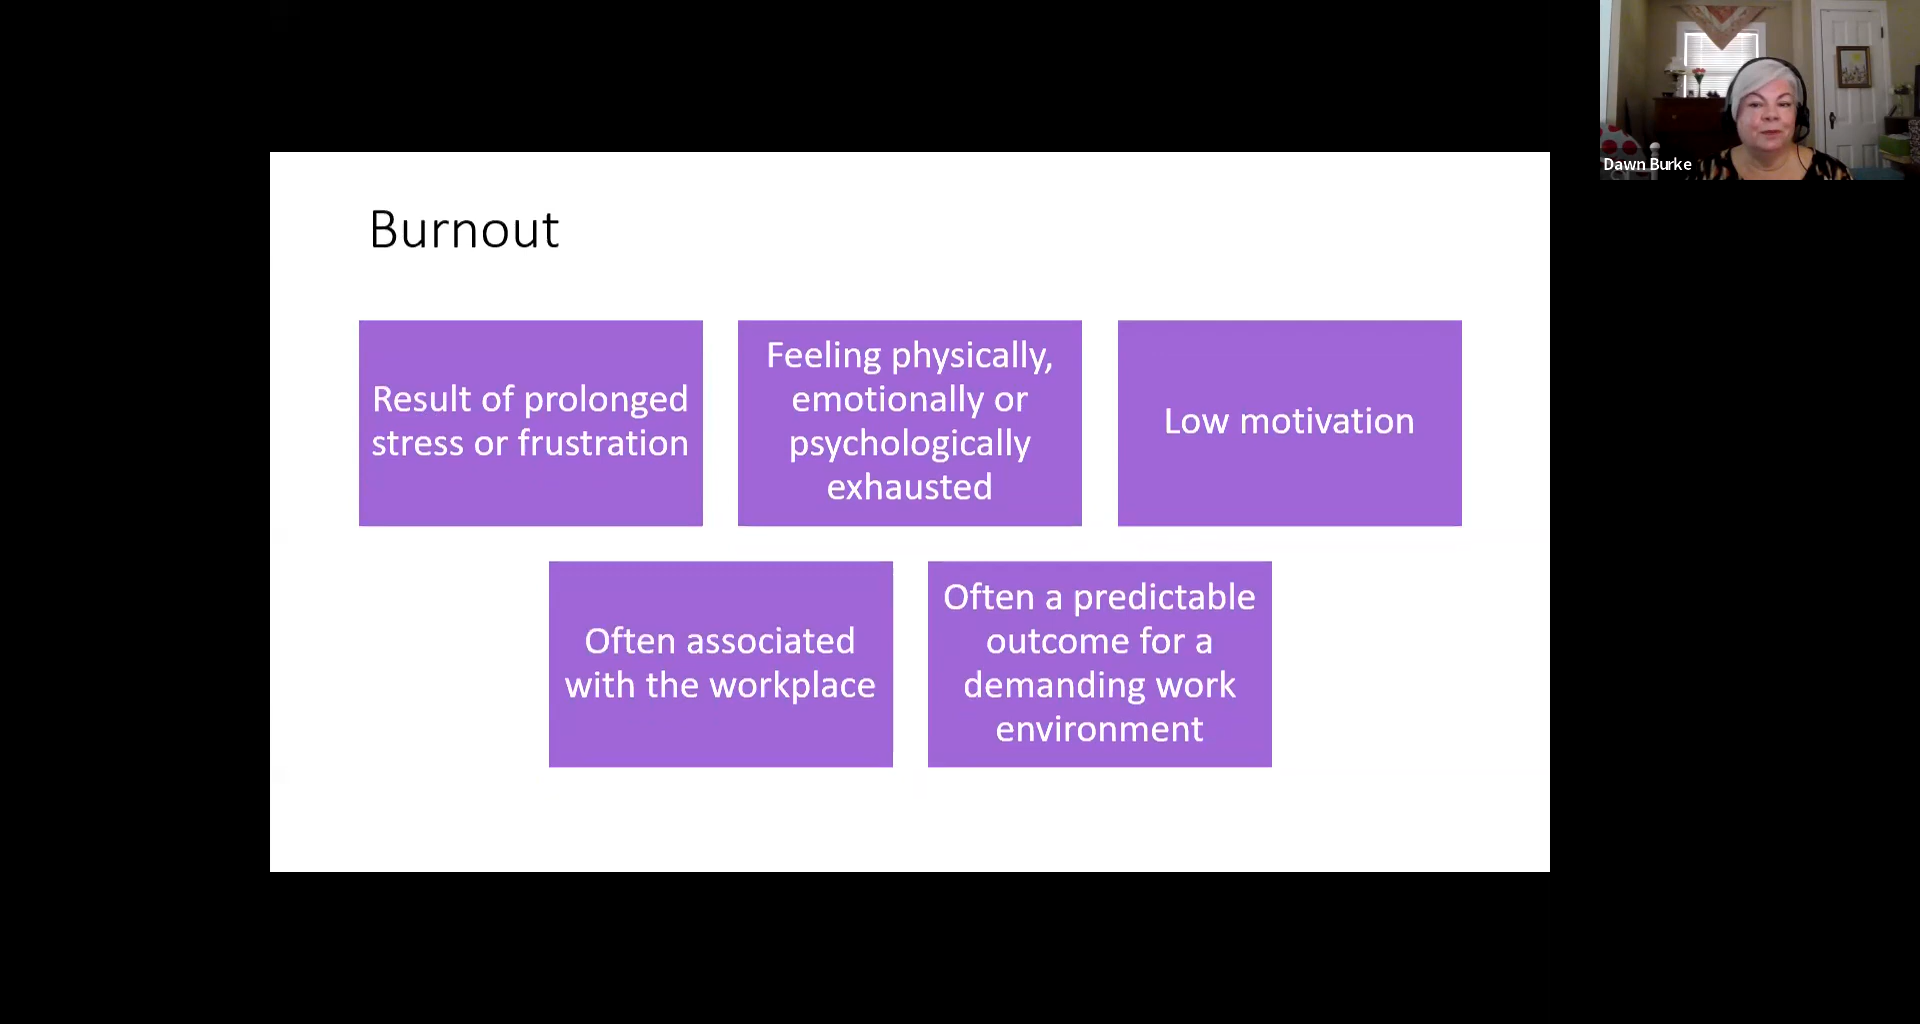 Burnout
Result of prolonged
stress or frustration
Feeling physically,
emotionally or
psychologically
exhausted
Low motivation
Often associated
with the workplace
Often a predictable
outcome for a
demanding work
environment
Dawn Burke